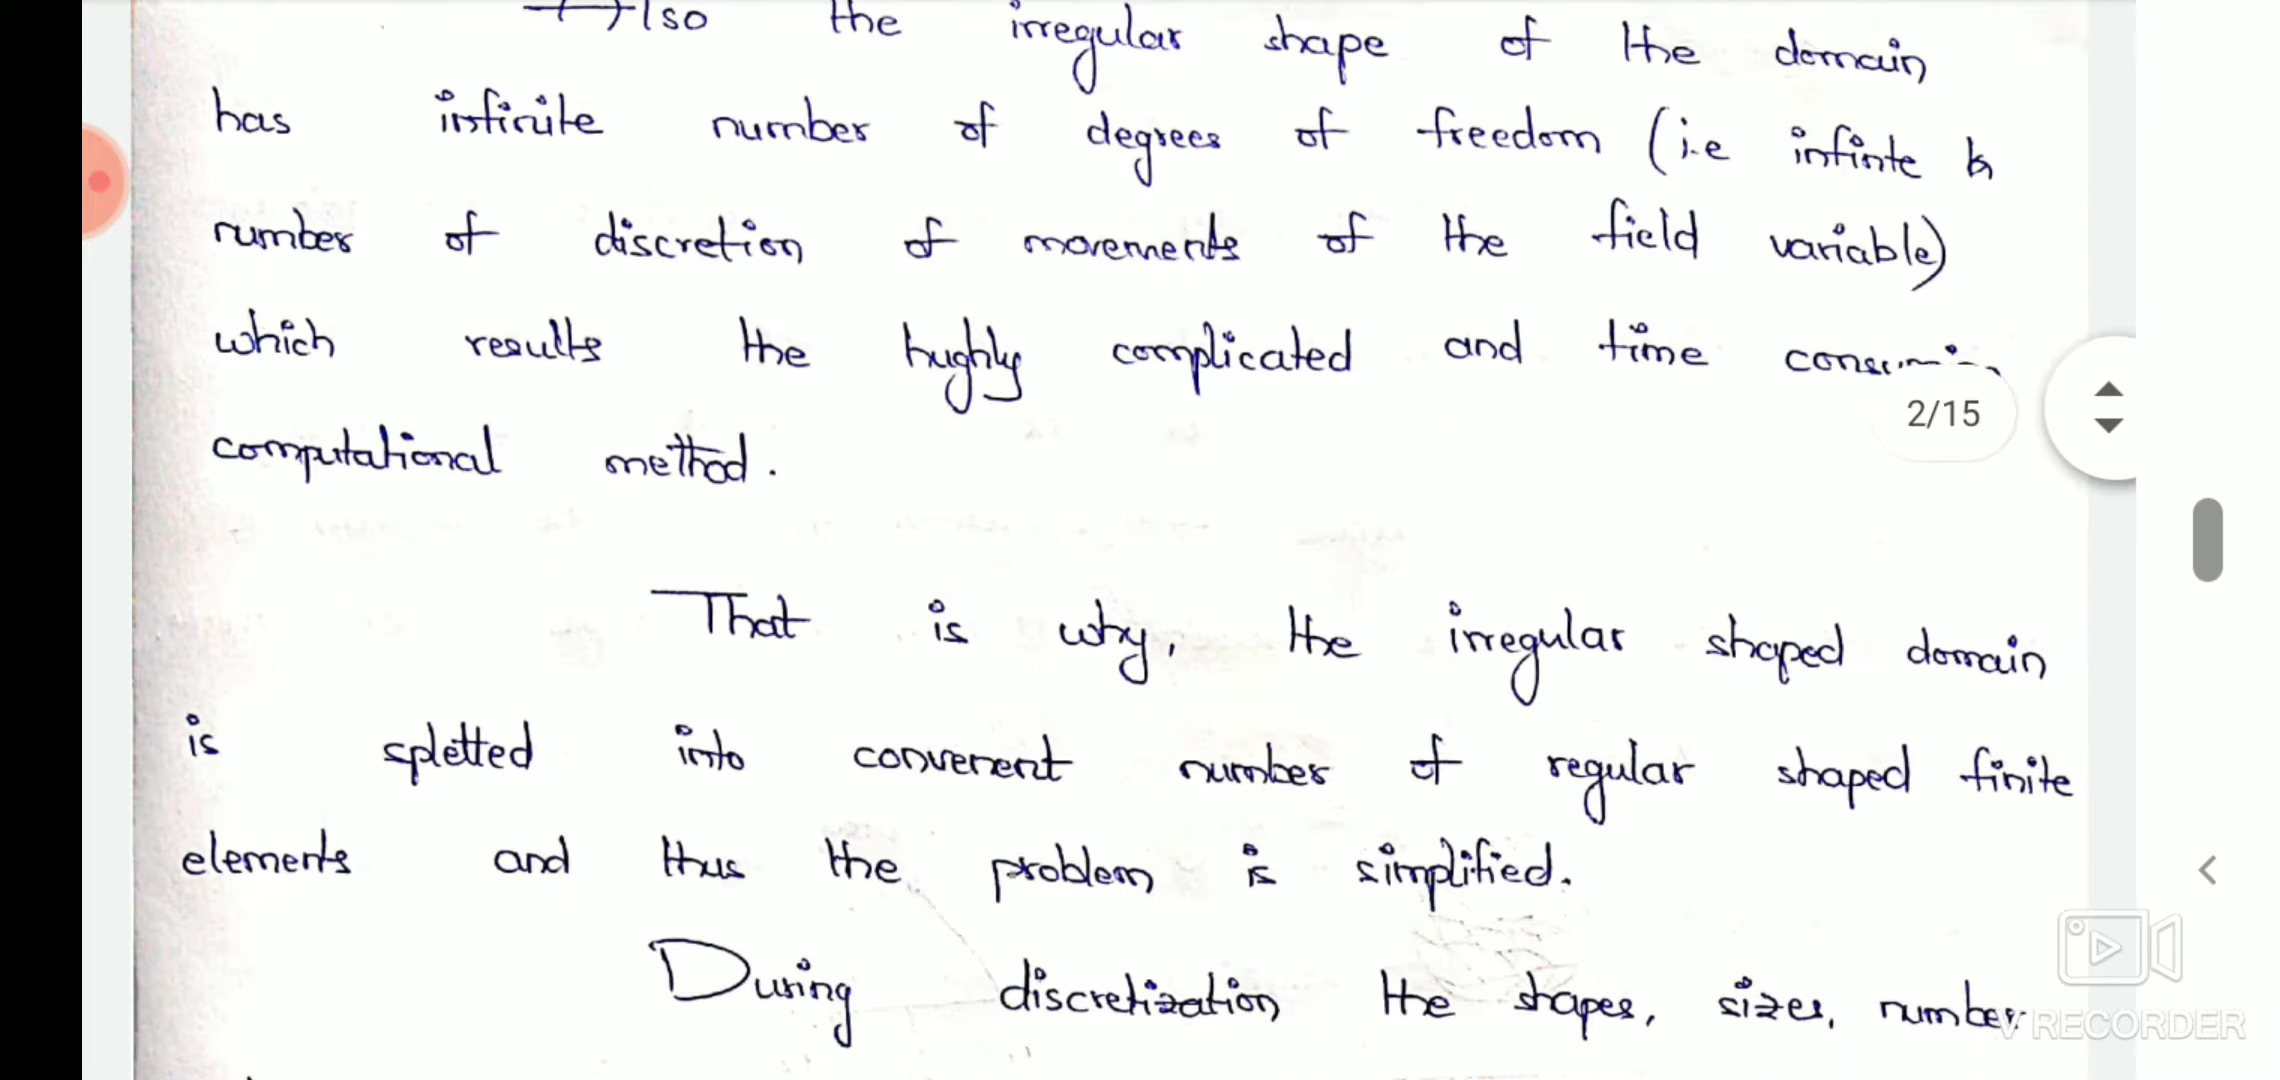 Also the irregular shape of the domain
has infinite number of degrees of freedom (i.e infinte
number of discretion of movements of the field variable)
which results the highly complicated and time
2/15
computational method.
That is why, the irregular shaped domain
is spletted into convenent number of regular shaped finite
elements and thus the problem is simplified.
During discretization the shapes, sizes, number
V RECORDER